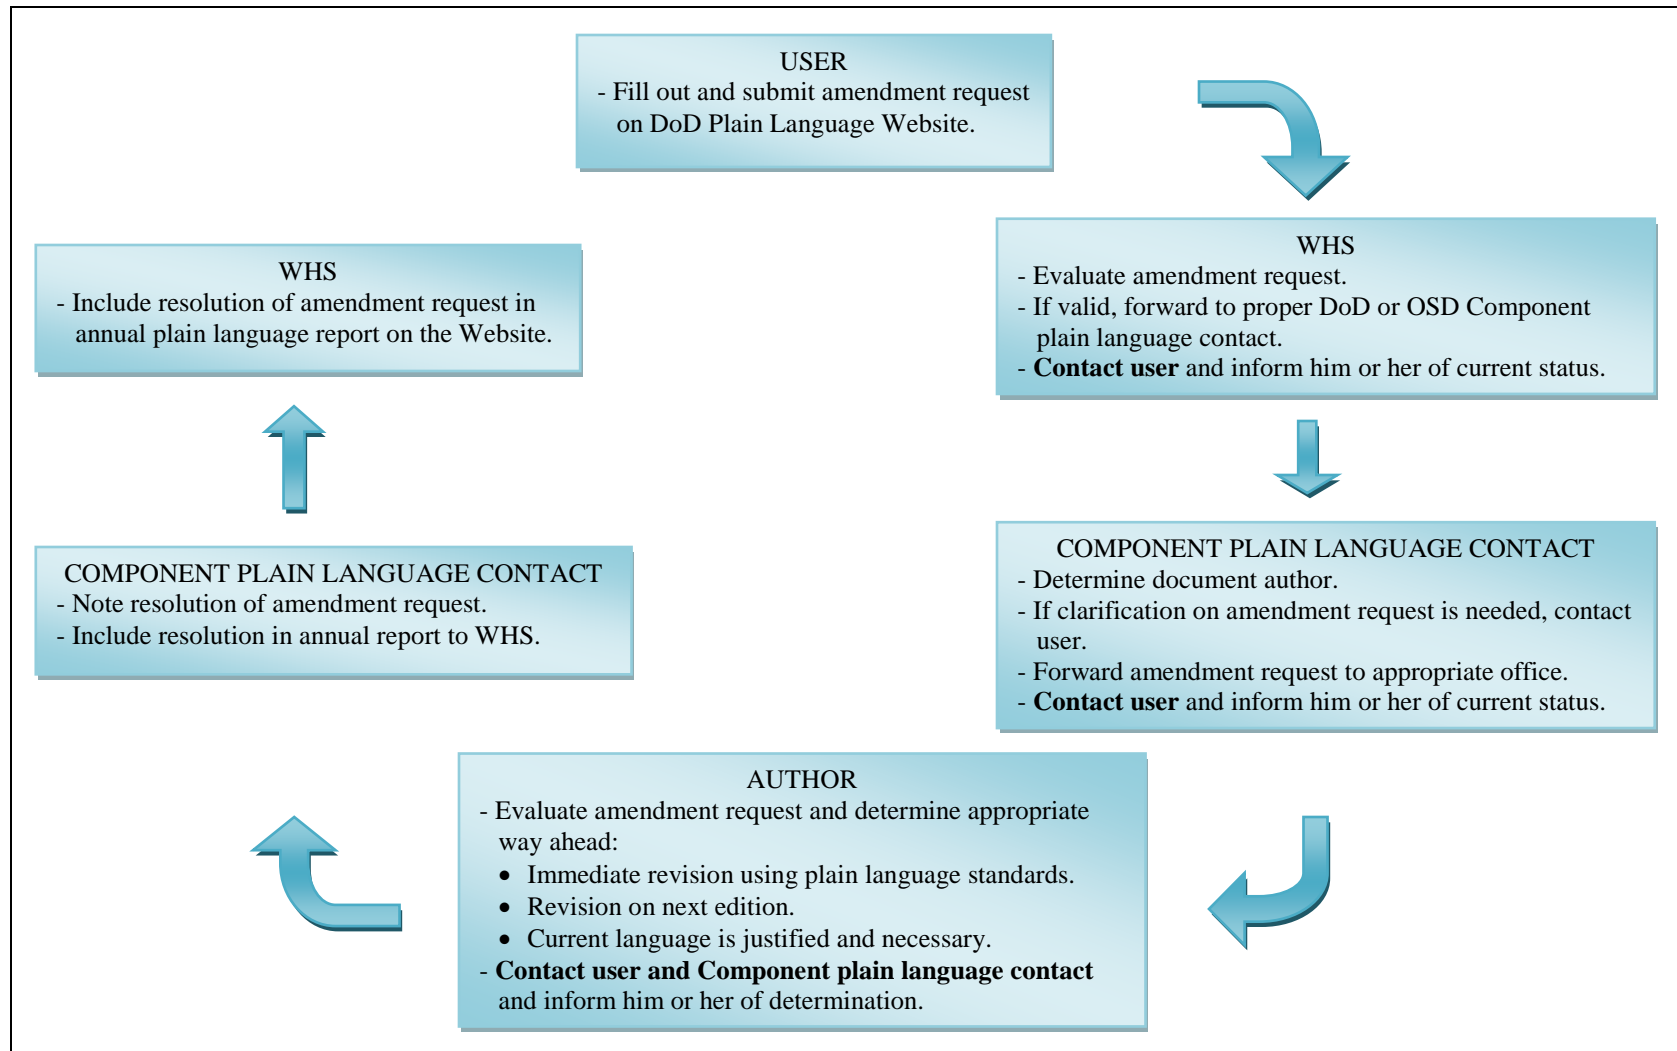 USER
- Fill out and submit amendment request
on DoD Plain Language Website.
WHS
- Evaluate amendment request.
- If valid, forward to proper DoD or OSD Component
plain language contact.
- Contact user and inform him or her of current status.
COMPONENT PLAIN LANGUAGE CONTACT
- Determine document author.
- If clarification on amendment request is needed, contact
user.
- Forward amendment request to appropriate office.
- Contact user and inform him or her of current status.
AUTHOR
- Evaluate amendment request and determine appropriate
way ahead:
• Immediate revision using plain language standards.
• Revision on next edition.
• Current language is justified and necessary.
- Contact user and Component plain language contact
and inform him or her of determination.
COMPONENT PLAIN LANGUAGE CONTACT
- Note resolution of amendment request.
- Include resolution in annual report to WHS.
WHS
- Include resolution of amendment request in
annual plain language report on the Website.